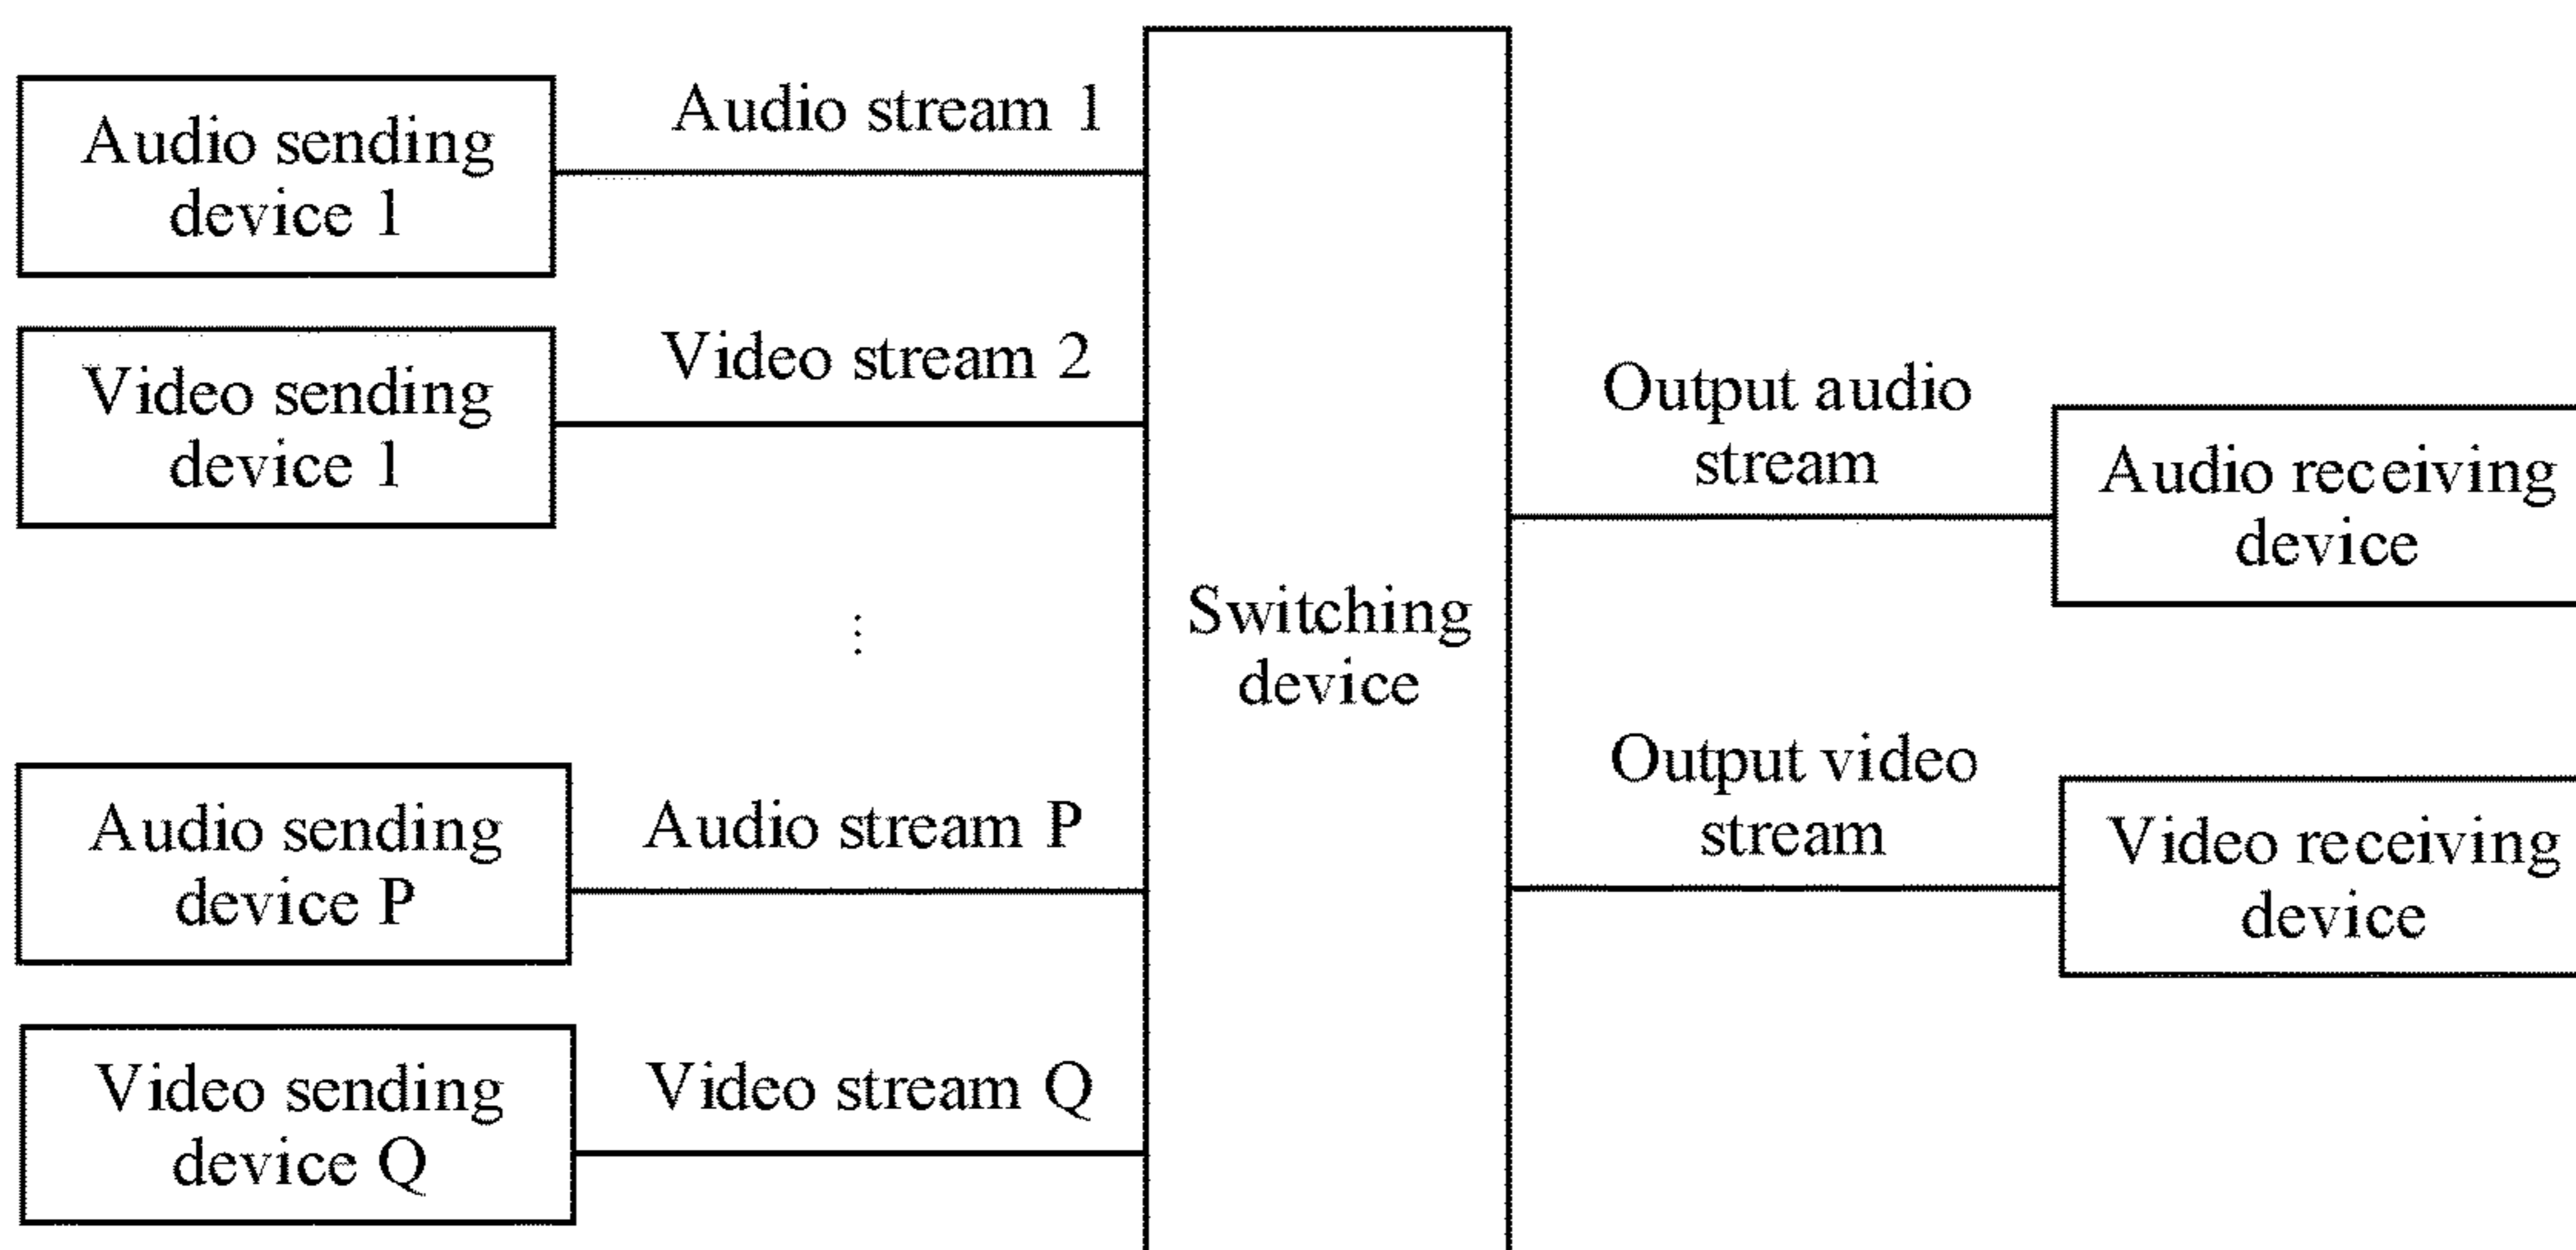 Audio sending
device 1
Audio stream 1
Video sending
device 1
Video stream 2
⋮
Audio sending
device P
Audio stream P
Video sending
device Q
Video stream Q
Switching
device
Output audio
stream
Audio receiving
device
Output video
stream
Video receiving
device